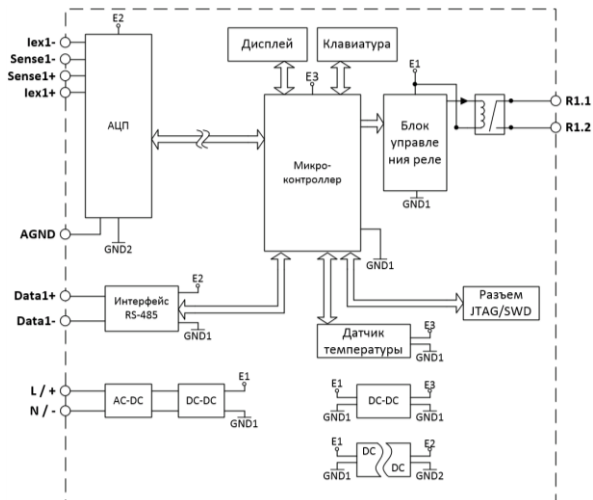 E2
Iex1-
Sense1-
Sense1+
Iex1+
АЦП
AGND
GND2
Дисплей
Клавиатура
E3
Микро-
контроллер
GND1
E1
Блок
управле
ния реле
GND1
R1.1
R1.2
Data1+
Data1-
Интерфейс
RS-485
E2
GND1
Разъем
JTAG/SWD
Датчик
температуры
E3
GND1
L / +
N / -
AC-DC
DC-DC
E1
GND1
E1
GND1
DC-DC
E3
GND1
E1
GND1
DC
DC
E2
GND2